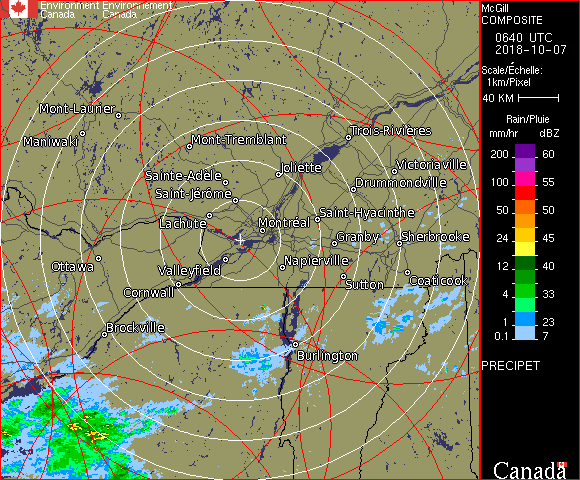 Environment Environnement
Canada Canada
Mont-Laurier
Maniwaki
Mont-Tremblant
Trois-Rivières
Sainte-Adèle
Joliette
Victoriaville
Saint-Jérôme
Drummondville
Lachute
Montréal
Saint-Hyacinthe
Granby
Sherbrooke
Ottawa
Valleyfield
Napierville
Cornwall
Sutton
Coaticook
Brockville
Burlington
McGill
COMPOSITE
0640 UTC
2018-10-07
Scale/Échelle:
1km/Pixel
40 KM
Rain/Pluie
mm/hr dBZ
200 60
150 57
100 55
50 50
24 45
12 40
4 33
1 23
0.1 7
PRECIPET
Canada